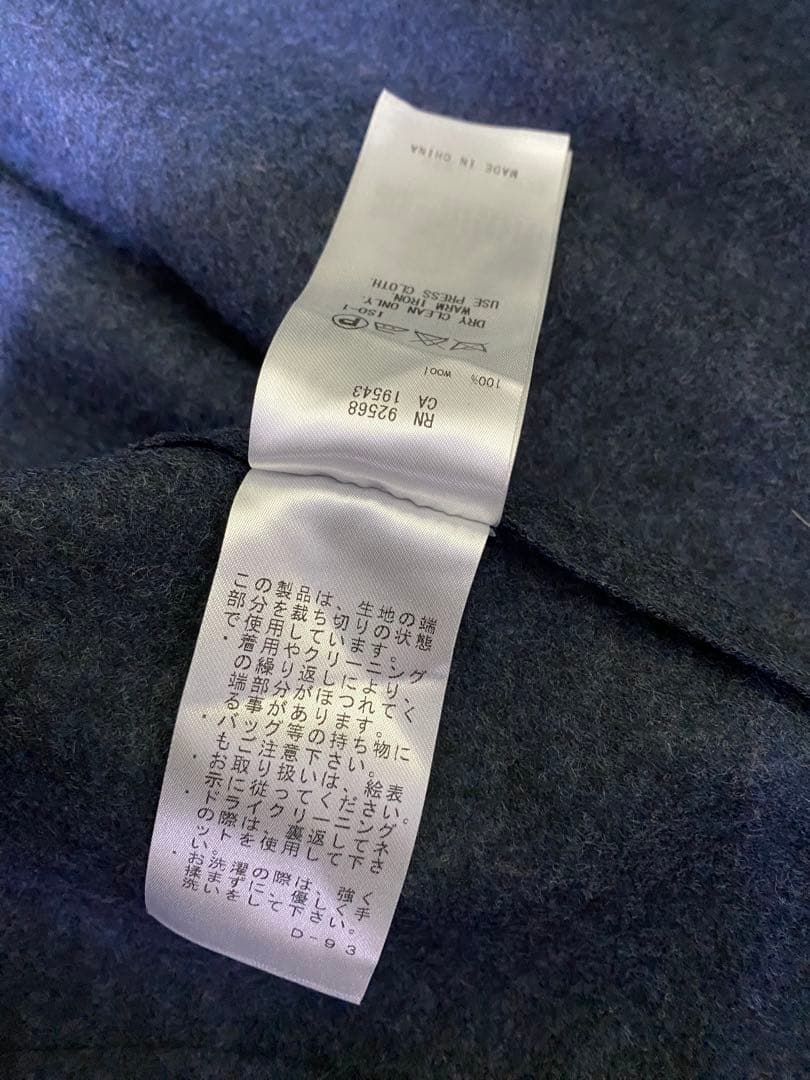 RN 92568
CA 19543
100% wool
P
ISO-I
DRY CLEAN ONLY.
WARM IRON
USE PRESS CLOTH.
MADE IN CHINA
この製品は、生地の端
部分を裁ち切りの状態
で使用しています。
・着用やクリーニング
の繰り返しにより、
端部分がほつれてく
る事があります。
・バッグ等の持ち物に
もご注意下さい。
・お取り扱いは、絵表
示に従ってください。
・ドライクリーニング
の際は、裏返してネ
ットを使用して下さ
い。
・お洗濯の際は、強く
揉まずに、優しく手
洗いをして下さい。
D-93